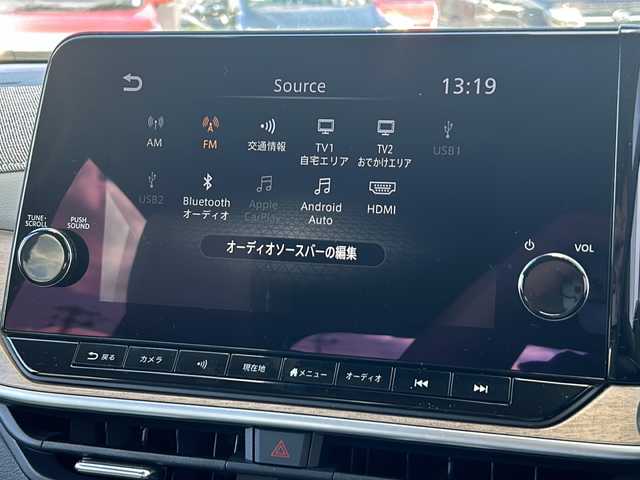 Source
13:19
AM
FM
交通情報
TV1
自宅エリア
TV2
おでかけエリア
USB1
USB2
Bluetooth
オーディオ
Apple
CarPlay
Android
Auto
HDMI
オーディオソースバーの編集
TUNE・
SCROLL
PUSH
SOUND
VOL
戻る
カメラ
現在地
メニュー
オーディオ